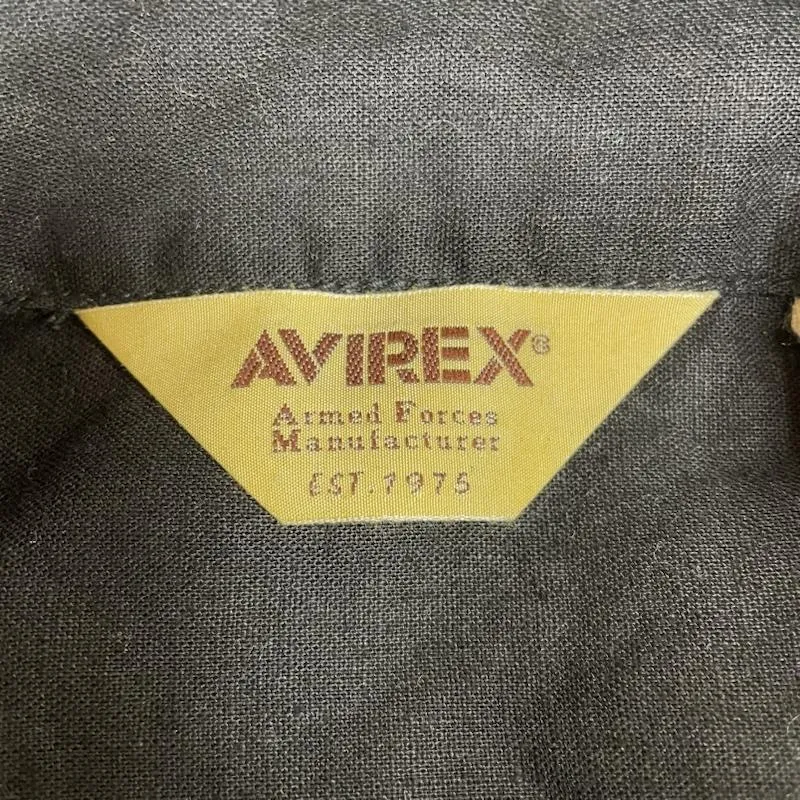 AVIREX®
Armed Forces
Manufacturer
EST.1975